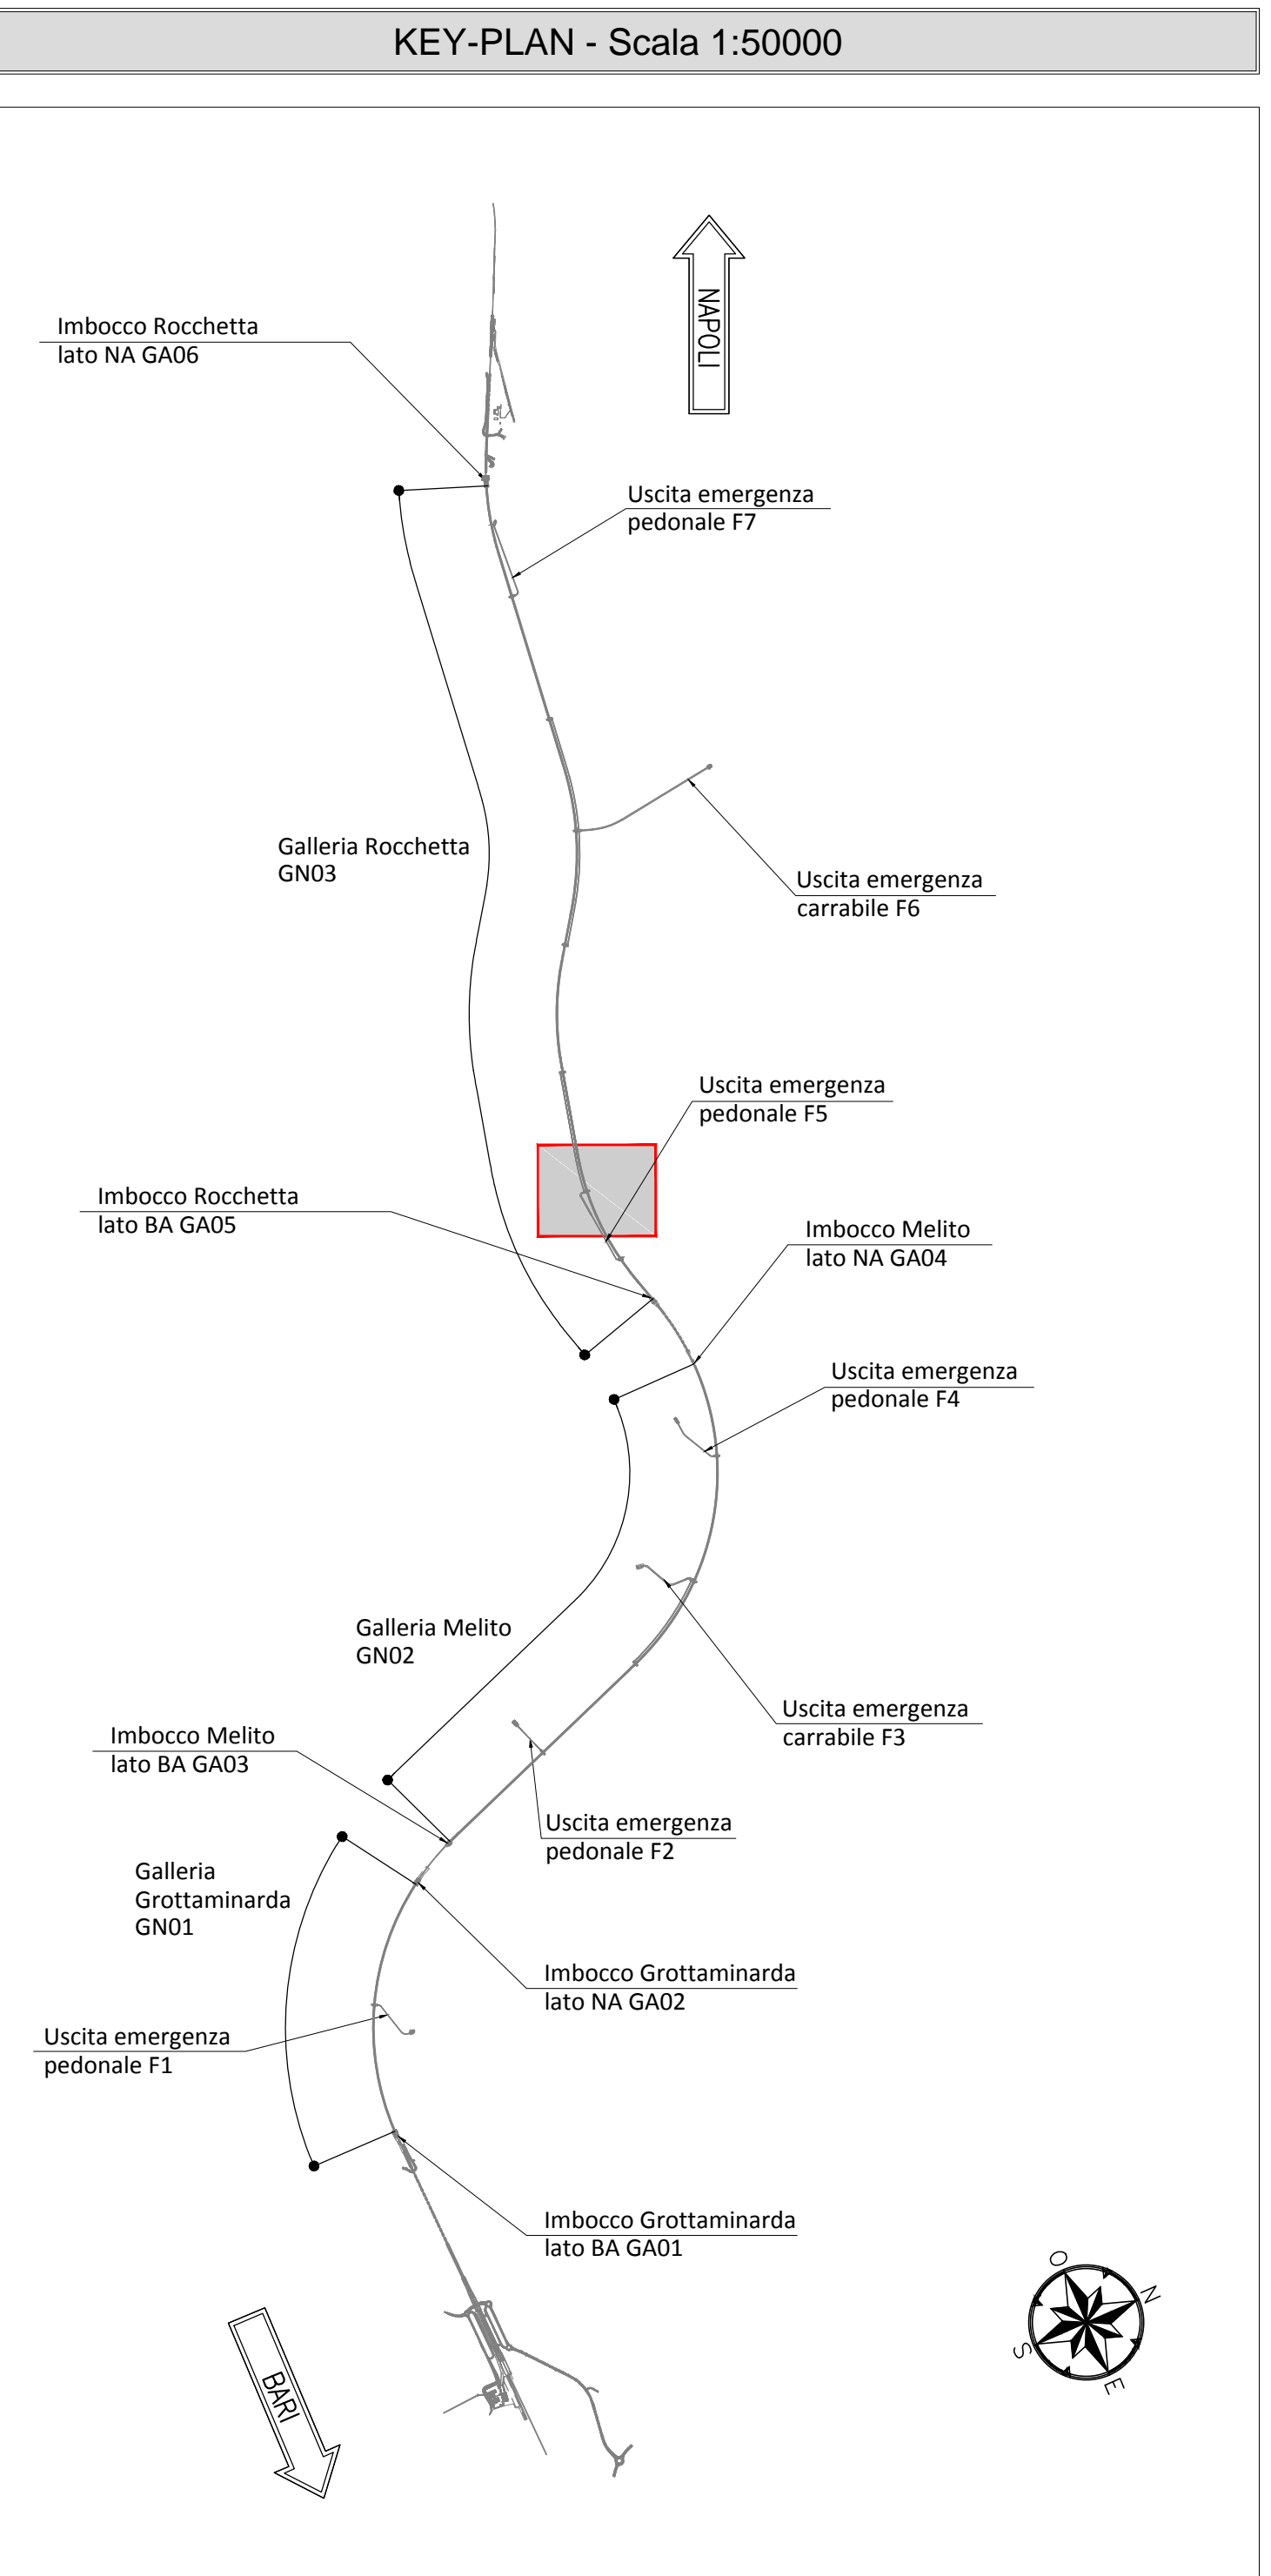 KEY-PLAN - Scala 1:50000
NAPOLI
Imbocco Rocchetta
lato NA GA06
Uscita emergenza
pedonale F7
Galleria Rocchetta
GN03
Uscita emergenza
carrabile F6
Uscita emergenza
pedonale F5
Imbocco Rocchetta
lato BA GA05
Imbocco Melito
lato NA GA04
Uscita emergenza
pedonale F4
Galleria Melito
GN02
Uscita emergenza
carrabile F3
Imbocco Melito
lato BA GA03
Uscita emergenza
pedonale F2
Galleria
Grottaminarda
GN01
Imbocco Grottaminarda
lato NA GA02
Uscita emergenza
pedonale F1
Imbocco Grottaminarda
lato BA GA01
O
N
S
E
BARI